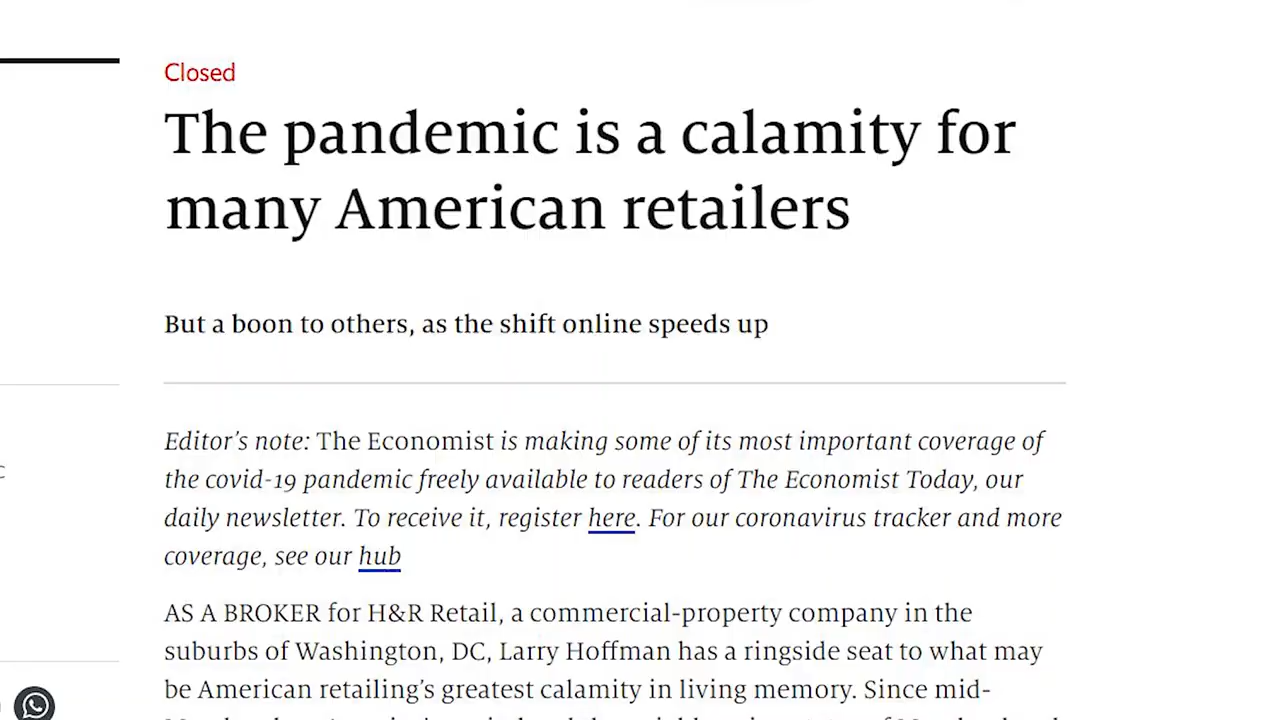 Closed
The pandemic is a calamity for
many American retailers
But a boon to others, as the shift online speeds up
Editor's note: The Economist is making some of its most important coverage of
the covid-19 pandemic freely available to readers of The Economist Today, our
daily newsletter. To receive it, register here. For our coronavirus tracker and more
coverage, see our hub
AS A BROKER for H&R Retail, a commercial-property company in the
suburbs of Washington, DC, Larry Hoffman has a ringside seat to what may
be American retailing's greatest calamity in living memory. Since mid-